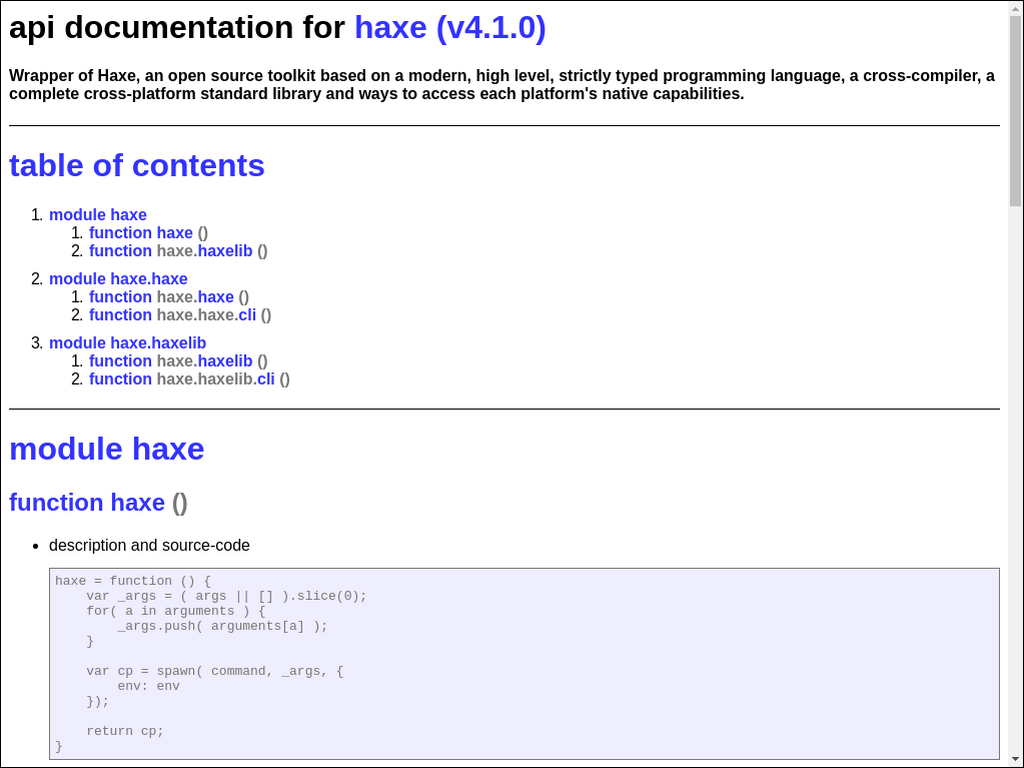 api documentation for haxe (v4.1.0)
Wrapper of Haxe, an open source toolkit based on a modern, high level, strictly typed programming language, a cross-compiler, a
complete cross-platform standard library and ways to access each platform's native capabilities.
table of contents
1. module haxe
1. function haxe ()
2. function haxe.haxelib ()
2. module haxe.haxe
1. function haxe.haxe ()
2. function haxe.haxe.cli ()
3. module haxe.haxelib
1. function haxe.haxelib ()
2. function haxe.haxelib.cli ()
module haxe
function haxe ()
• description and source-code
haxe = function () {
    var _args = ( args || [] ).slice(0);
    for( a in arguments ) {
        _args.push( arguments[a] );
    }
    var cp = spawn( command, _args, {
        env: env
    });
    return cp;
}